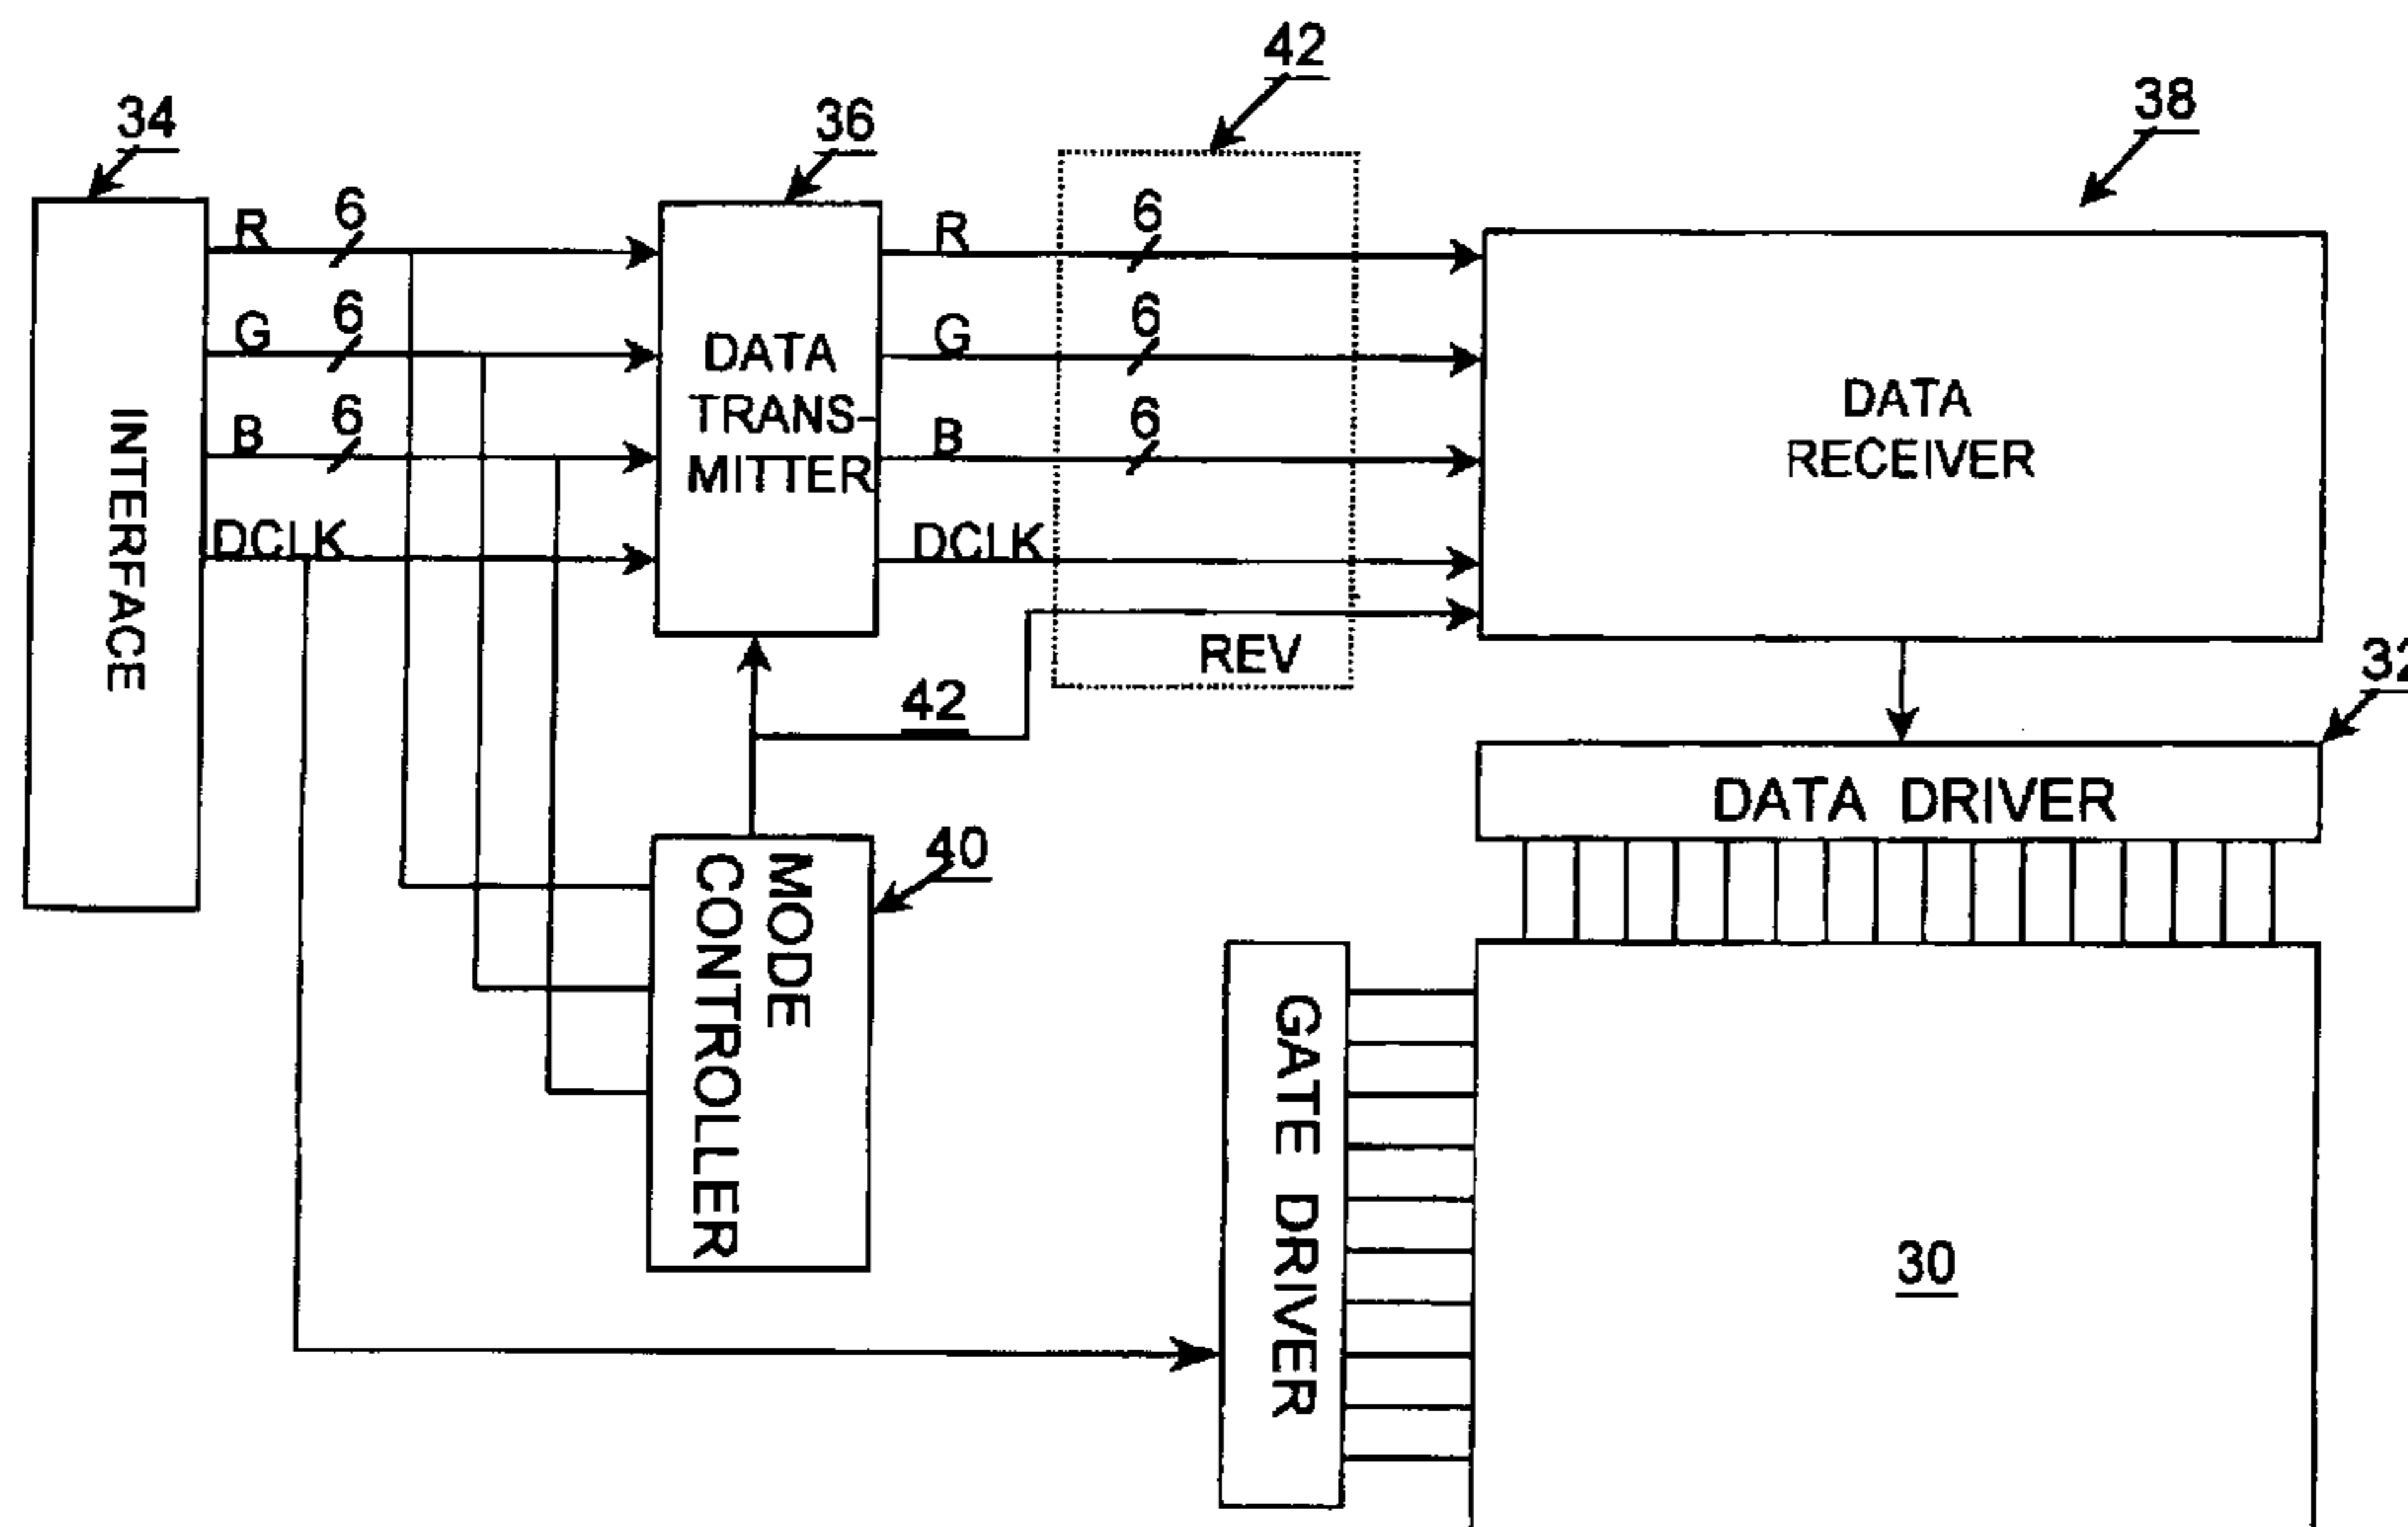 42
34
36
38
R 6
R 6
G 6
G 6
B 6
B 6
DCLK
DCLK
INTERFACE
DATA
TRANS-
MITTER
DATA
RECEIVER
REV
42
32
DATA DRIVER
40
MODE
CONTROLLER
GATE DRIVER
30